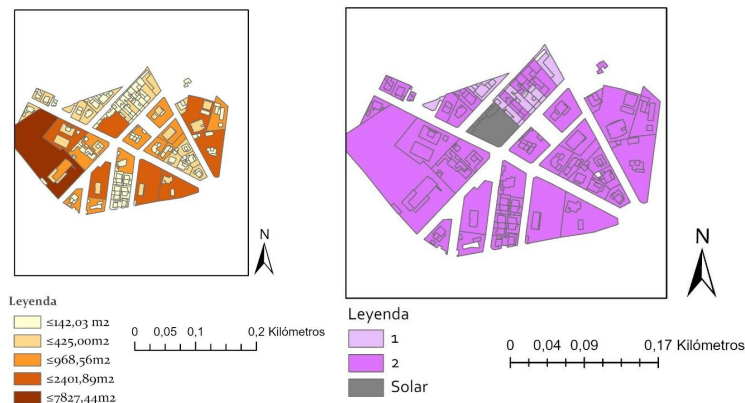 N
Leyenda
≤142,03 m2
≤425,00m2
≤968,56m2
≤2401,89m2
≤7827,44m2
0 0,05 0,1 0,2 Kilómetros
N
Leyenda
1
2
Solar
0 0,04 0,09 0,17 Kilómetros